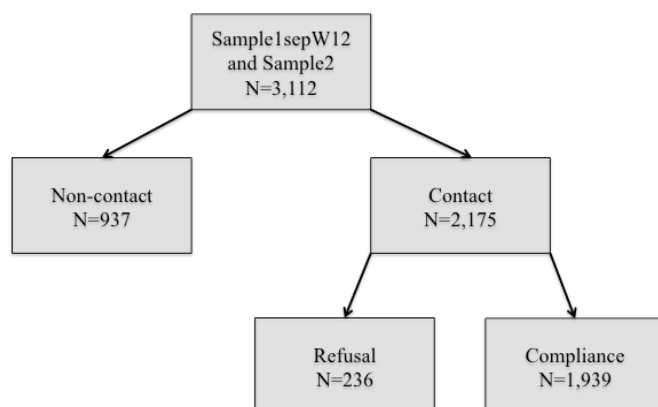 Sample1sepW12
and Sample2
N=3,112
Non-contact
N=937
Contact
N=2,175
Refusal
N=236
Compliance
N=1,939